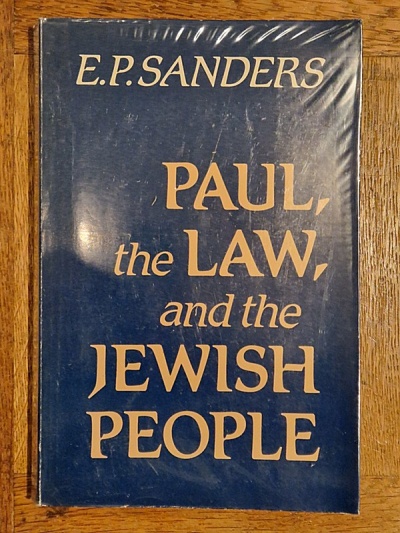 E.P. SANDERS
PAUL,
the LAW,
and the
JEWISH
PEOPLE